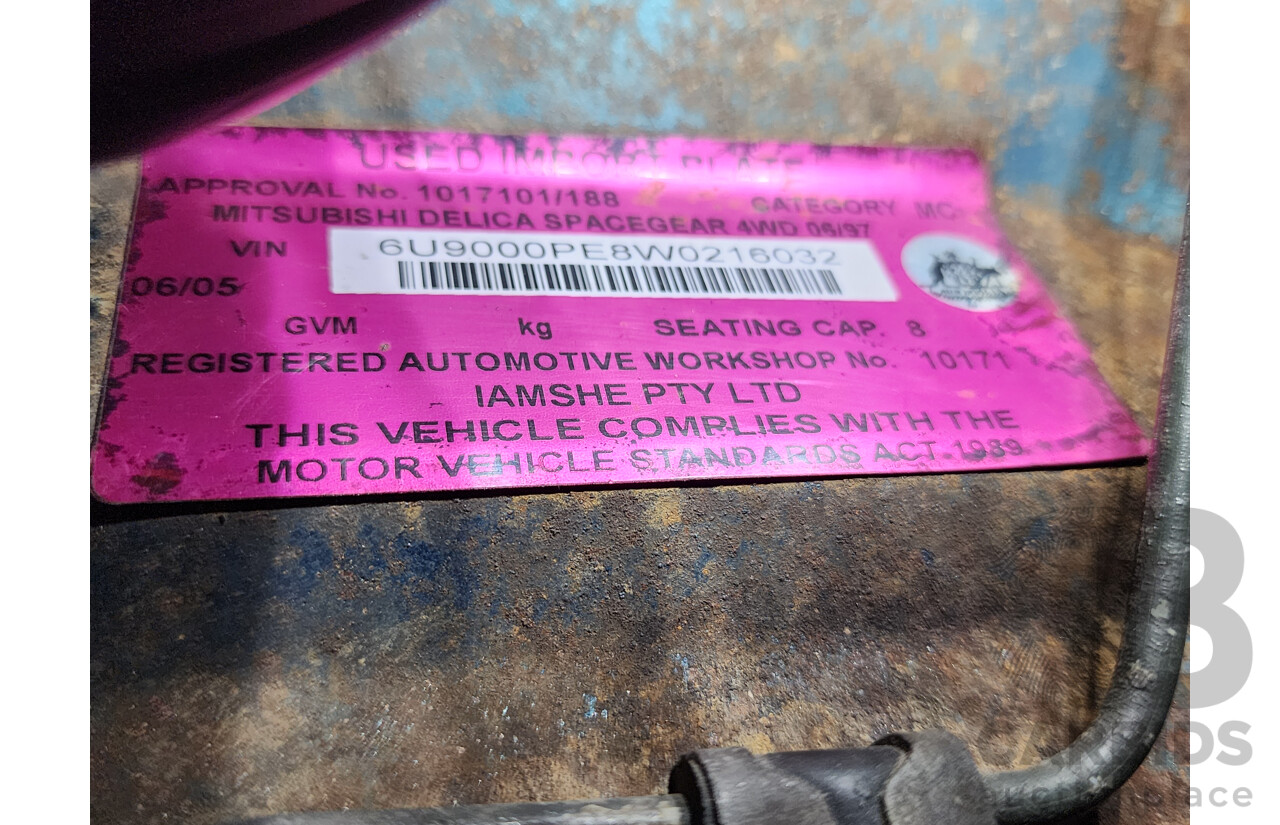 USED IMPORT PLATE
APPROVAL No. 1017101/188 CATEGORY MC
MITSUBISHI DELICA SPACEGEAR 4WD 06/97
VIN 6U9000PE8W0216032
06/05
GVM kg SEATING CAP. 8
REGISTERED AUTOMOTIVE WORKSHOP No. 10171
IAMSHE PTY LTD
THIS VEHICLE COMPLIES WITH THE
MOTOR VEHICLE STANDARDS ACT 1989